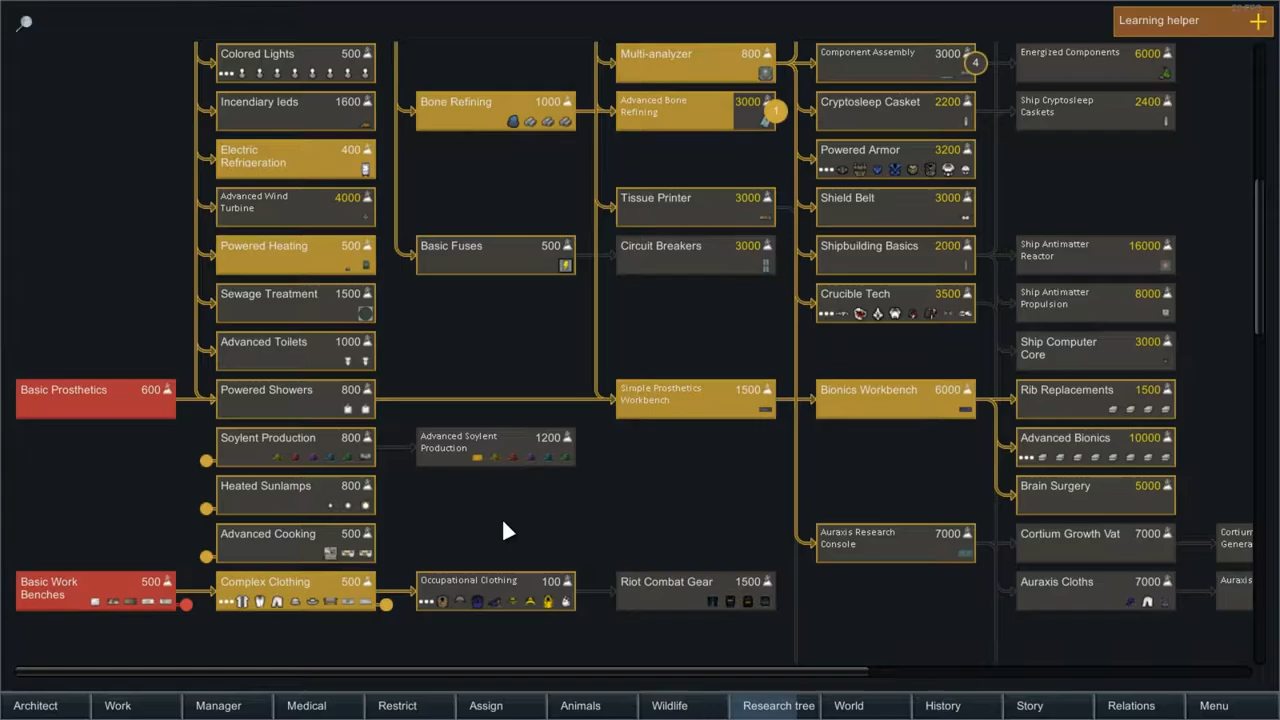 Learning helper
Colored Lights 500
Multi-analyzer 800
Component Assembly 3000
4
Energized Components 6000
Incendiary Ieds 1600
Bone Refining 1000
Advanced Bone
Refining 3000
1
Cryptosleep Casket 2200
Ship Cryptosleep
Caskets 2400
Electric
Refrigeration 400
Powered Armor 3200
Advanced Wind
Turbine 4000
Tissue Printer 3000
Shield Belt 3000
Powered Heating 500
Basic Fuses 500
Circuit Breakers 3000
Shipbuilding Basics 2000
Ship Antimatter
Reactor 16000
Sewage Treatment 1500
Crucible Tech 3500
Ship Antimatter
Propulsion 8000
Advanced Toilets 1000
Ship Computer
Core 3000
Basic Prosthetics 600
Powered Showers 800
Simple Prosthetics
Workbench 1500
Bionics Workbench 6000
Rib Replacements 1500
Soylent Production 800
Advanced Soylent
Production 1200
Advanced Bionics 10000
Heated Sunlamps 800
Brain Surgery 5000
Advanced Cooking 500
Auraxis Research
Console 7000
Cortium Growth Vat 7000
Cortium
Genera
Basic Work
Benches 500
Complex Clothing 500
Occupational Clothing 100
Riot Combat Gear 1500
Auraxis Cloths 7000
Auraxis
Architect Work Manager Medical Restrict Assign Animals Wildlife Research tree World History Story Relations Menu